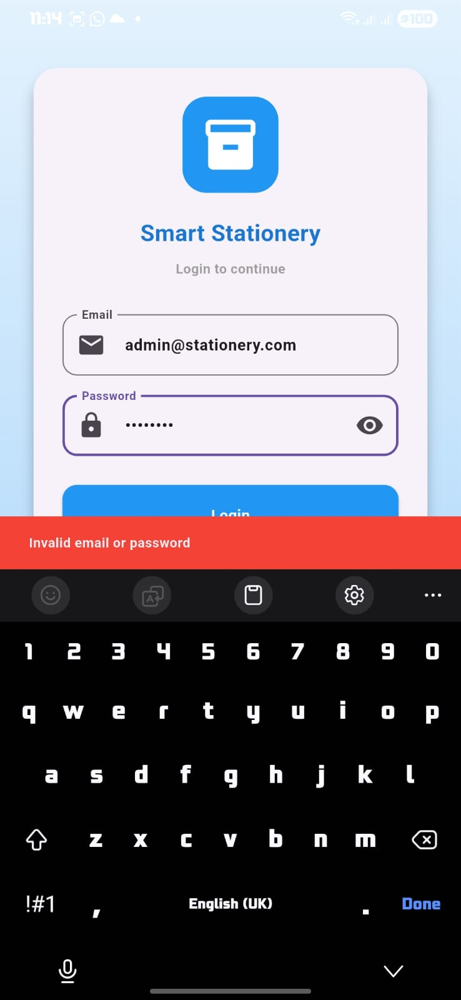 11:14
100
Smart Stationery
Login to continue
Email
admin@stationery.com
Password
••••••••
Login
Invalid email or password
1 2 3 4 5 6 7 8 9 0
q w e r t y u i o p
a s d f g h j k l
z x c v b n m
!#1 , English (UK) . Done